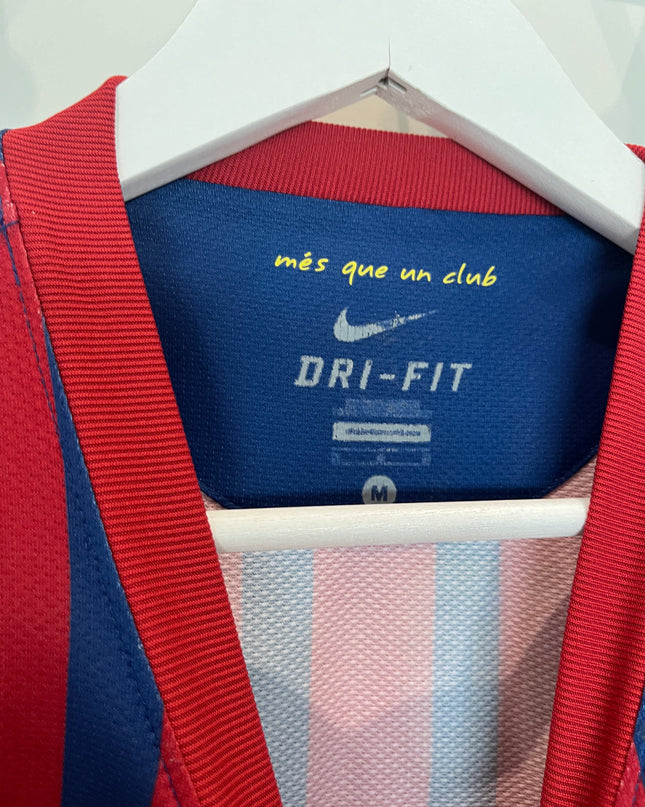 més que un club
DRI-FIT
M